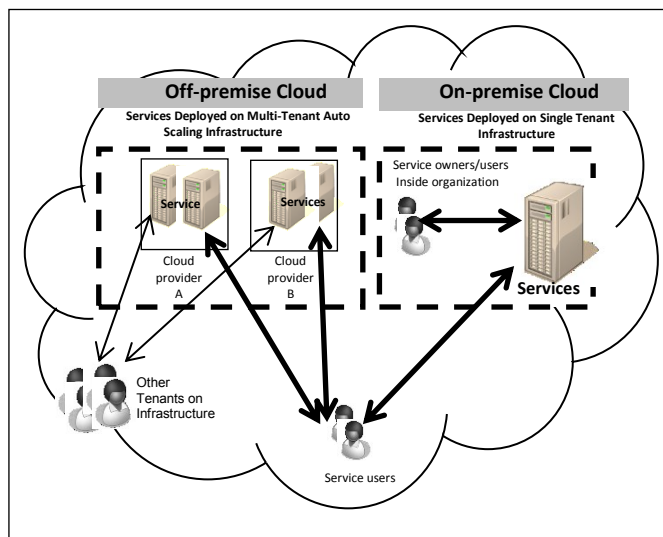 Off-premise Cloud
Services Deployed on Multi-Tenant Auto
Scaling Infrastructure
Service
Cloud
provider
A
Services
Cloud
provider
B
On-premise Cloud
Services Deployed on Single Tenant
Infrastructure
Service owners/users
Inside organization
Services
Other
Tenants on
Infrastructure
Service users